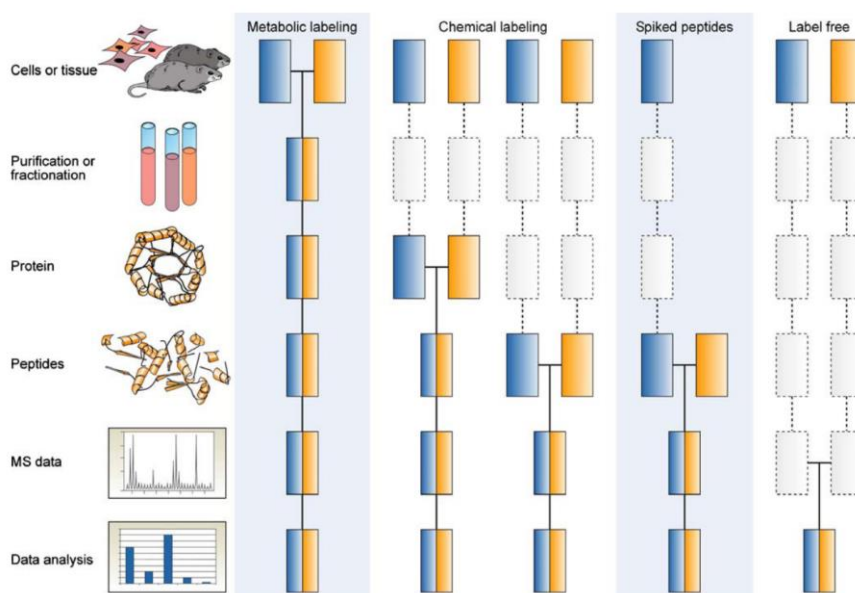 Metabolic labeling
Chemical labeling
Spiked peptides
Label free
Cells or tissue
Purification or
fractionation
Protein
Peptides
MS data
Data analysis